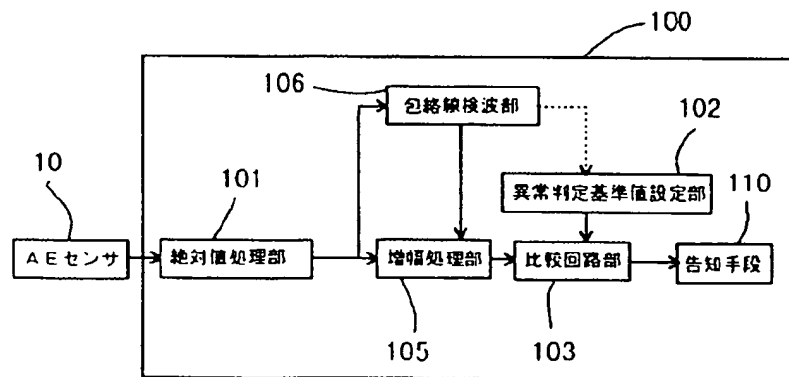 100
106
包絡線検波部
102
10
101
異常判定基準値設定部
110
AEセンサ
絶対値処理部
増幅処理部
比較回路部
告知手段
105
103